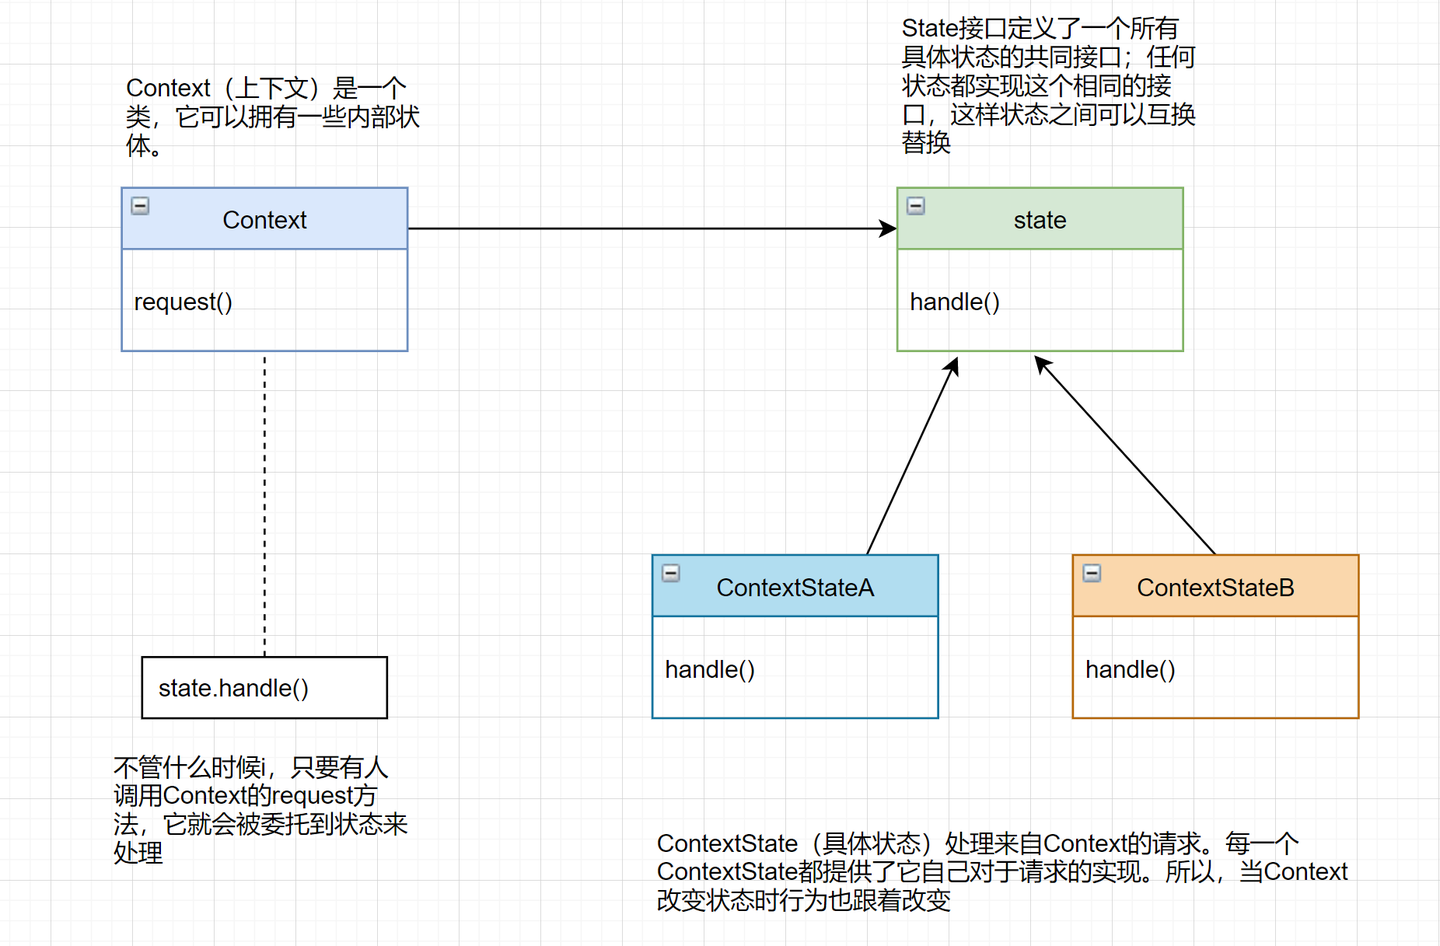 Context（上下文）是一个
类，它可以拥有一些内部状
体。
State接口定义了一个所有
具体状态的共同接口；任何
状态都实现这个相同的接
口，这样状态之间可以互换
替换
Context
request()
state
handle()
ContextStateA
handle()
ContextStateB
handle()
state.handle()
不管什么时候i，只要有人
调用Context的request方
法，它就会被委托到状态来
处理
ContextState（具体状态）处理来自Context的请求。每一个
ContextState都提供了它自己对于请求的实现。所以，当Context
改变状态时行为也跟着改变